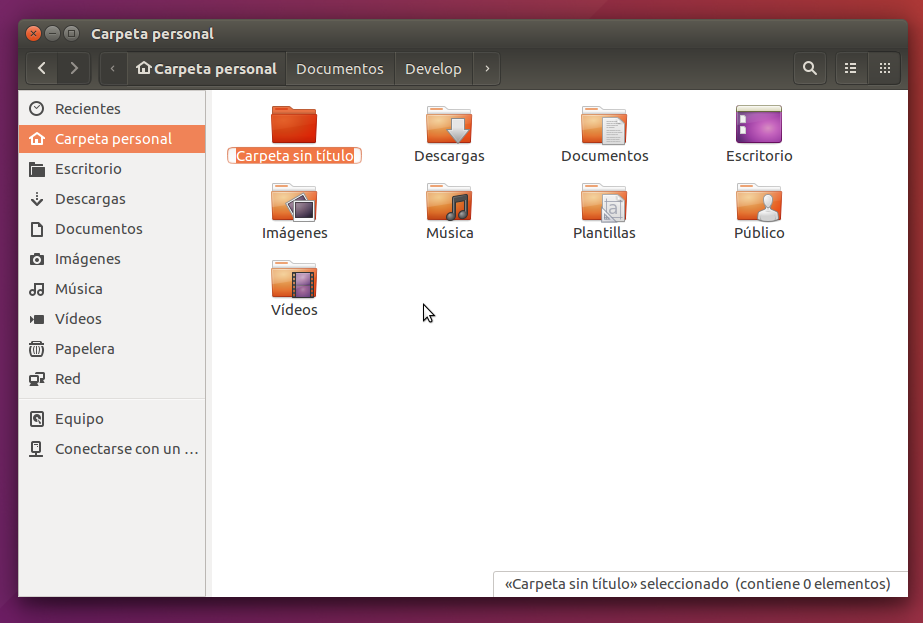 Carpeta personal
Carpeta personal Documentos Develop
Recientes
Carpeta personal
Escritorio
Descargas
Documentos
Imágenes
Música
Vídeos
Papelera
Red
Equipo
Conectarse con un ...
Carpeta sin título Descargas Documentos Escritorio
Imágenes Música Plantillas Público
Vídeos
«Carpeta sin título» seleccionado (contiene 0 elementos)